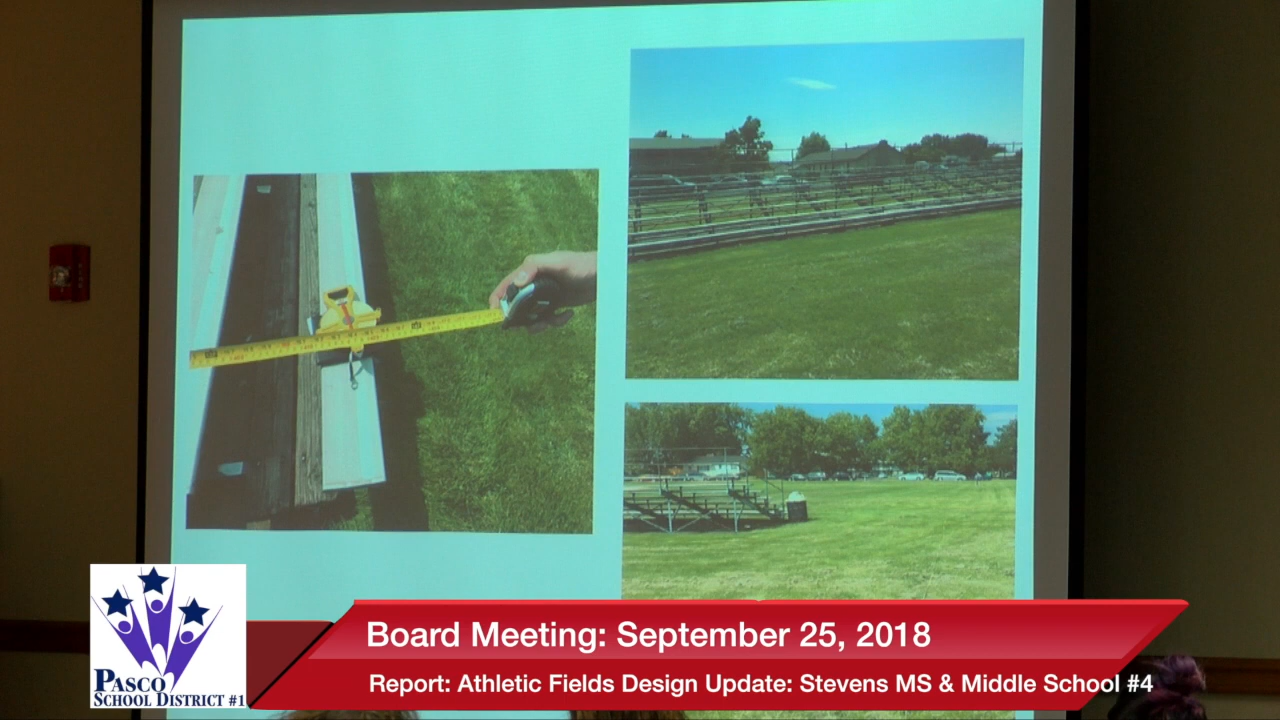 Board Meeting: September 25, 2018
Report: Athletic Fields Design Update: Stevens MS & Middle School #4
PASCO
SCHOOL DISTRICT #1